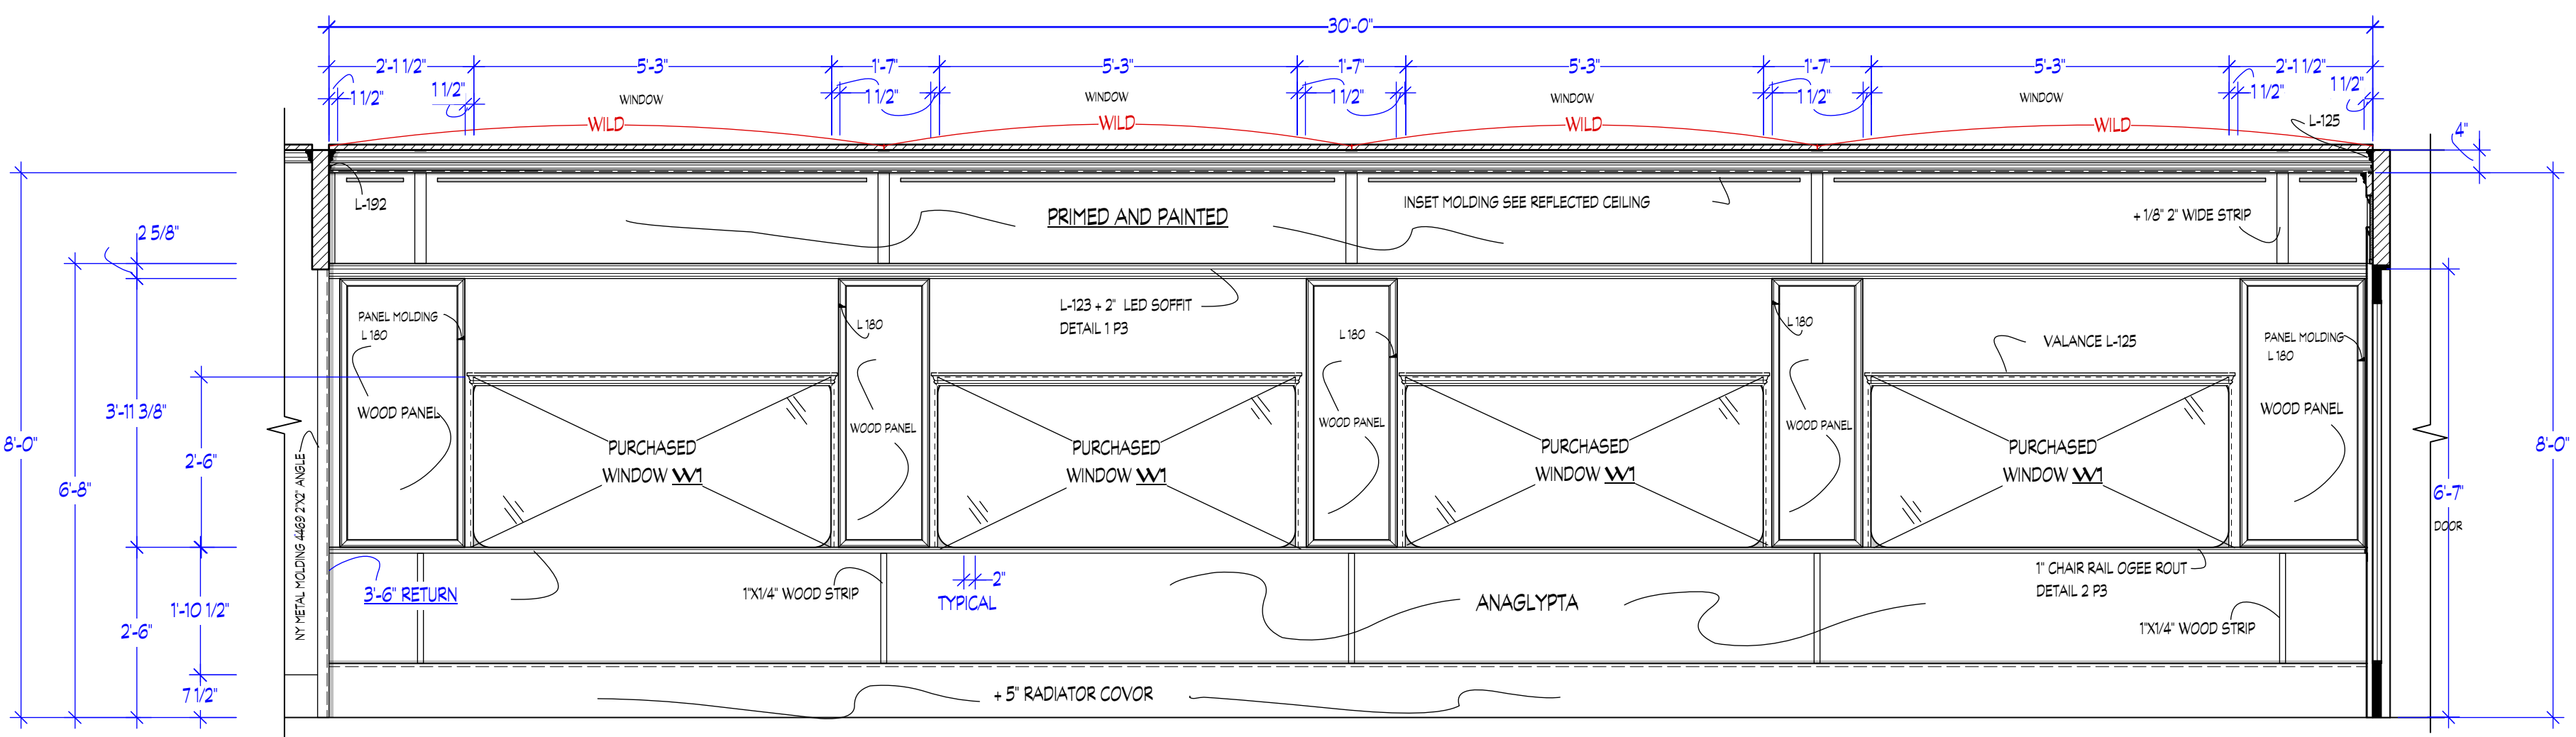 30'-0"
2'-1 1/2"
5'-3"
1'-7"
5'-3"
1'-7"
5'-3"
1'-7"
5'-3"
2'-1 1/2"
1 1/2"
1 1/2"
WINDOW
1 1/2"
WINDOW
1 1/2"
WINDOW
1 1/2"
WINDOW
1 1/2"
1 1/2"
WILD
WILD
WILD
WILD
L-125
4"
L-192
PRIMED AND PAINTED
INSET MOLDING SEE REFLECTED CEILING
+ 1/8" 2" WIDE STRIP
2 5/8"
L-123 + 2" LED SOFFIT
DETAIL 1 P3
PANEL MOLDING
L 180
L 180
L 180
L 180
VALANCE L-125
PANEL MOLDING
L 180
3'-11 3/8"
WOOD PANEL
WOOD PANEL
WOOD PANEL
WOOD PANEL
WOOD PANEL
8'-0"
6'-8"
2'-6"
PURCHASED
WINDOW W1
PURCHASED
WINDOW W1
PURCHASED
WINDOW W1
PURCHASED
WINDOW W1
8'-0"
6'-7"
DOOR
NY METAL MOLDING 4469 2"X2" ANGLE
3'-6" RETURN
1"X1/4" WOOD STRIP
2"
TYPICAL
ANAGLYPTA
1" CHAIR RAIL OGEE ROUT
DETAIL 2 P3
1"X1/4" WOOD STRIP
1'-10 1/2"
2'-6"
7 1/2"
+ 5" RADIATOR COVOR